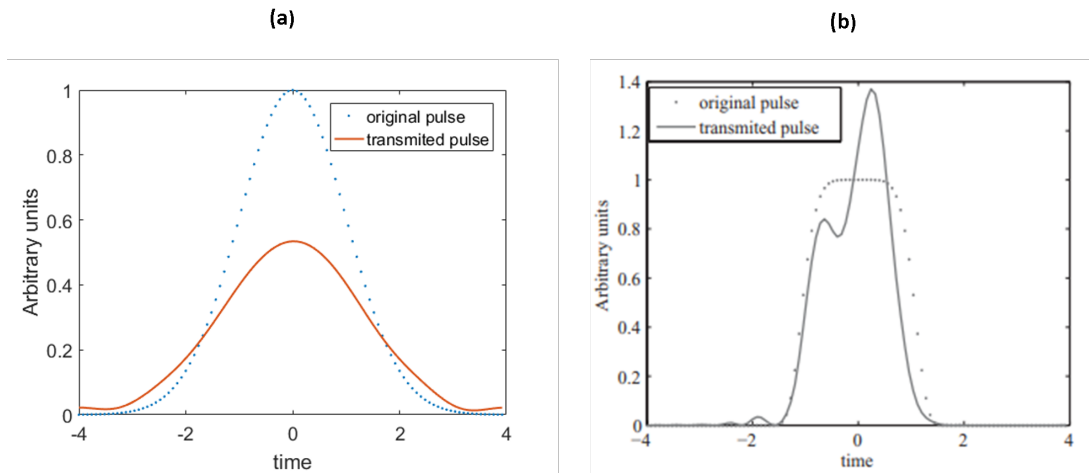 (a)
(b)
1
0.8
0.6
0.4
0.2
0
-4
-2
0
2
4
Arbitrary units
time
original pulse
transmited pulse
1.4
1.2
1
0.8
0.6
0.4
0.2
0
−4
−2
0
2
4
Arbitrary units
time
original pulse
transmited pulse